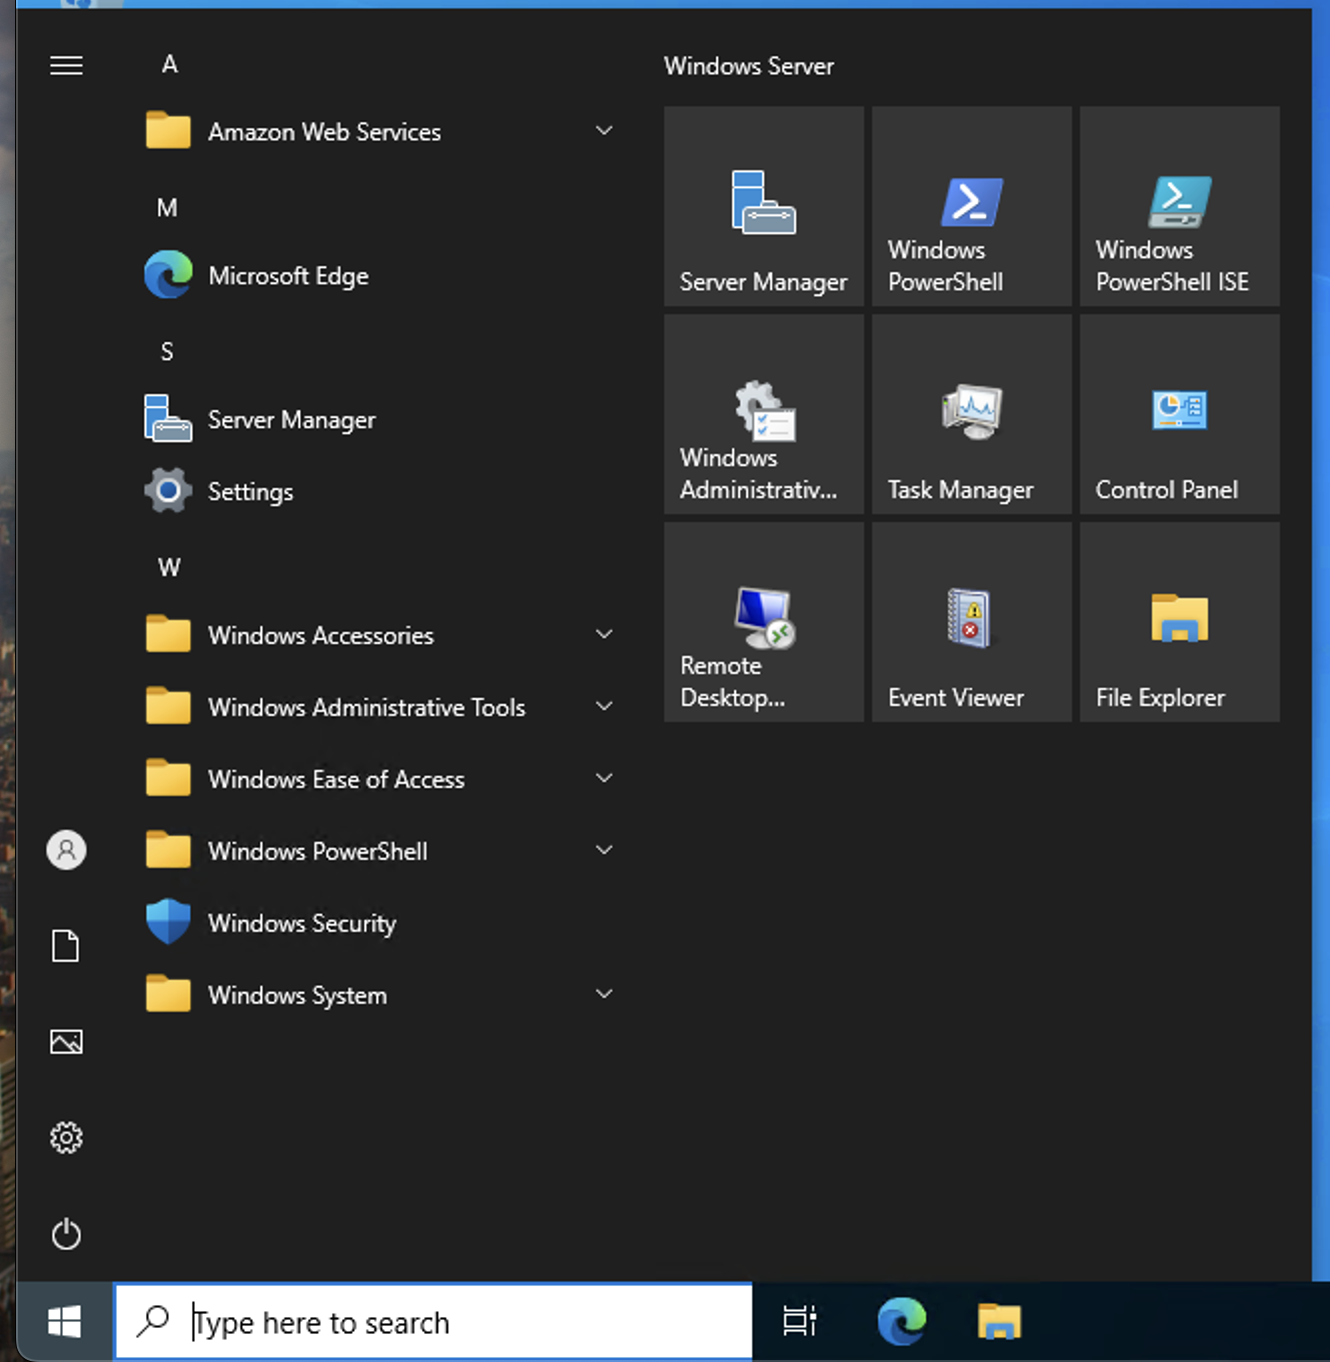 A
Amazon Web Services
M
Microsoft Edge
S
Server Manager
Settings
W
Windows Accessories
Windows Administrative Tools
Windows Ease of Access
Windows PowerShell
Windows Security
Windows System
Windows Server
Server Manager
Windows
PowerShell
Windows
PowerShell ISE
Windows
Administrativ...
Task Manager
Control Panel
Remote
Desktop...
Event Viewer
File Explorer
Type here to search